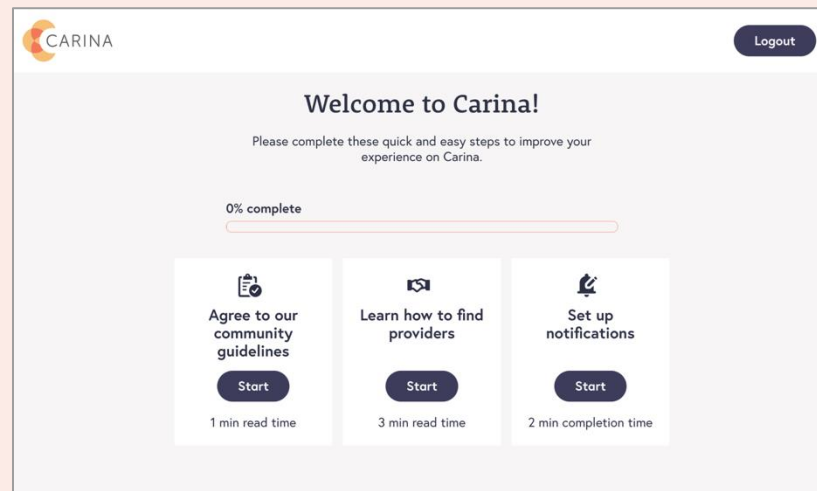 CARINA
Logout
Welcome to Carina!
Please complete these quick and easy steps to improve your
experience on Carina.
0% complete
Agree to our
community
guidelines
Start
1 min read time
Learn how to find
providers
Start
3 min read time
Set up
notifications
Start
2 min completion time